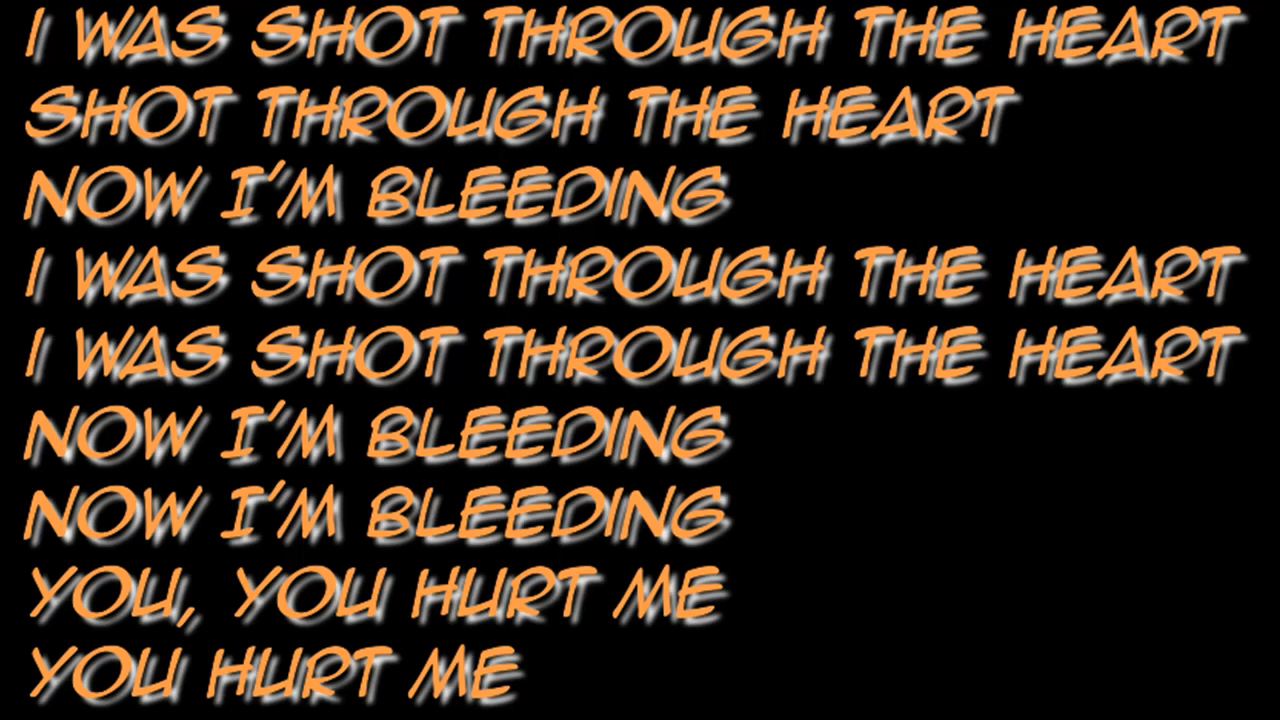 I WAS SHOT THROUGH THE HEART
SHOT THROUGH THE HEART
NOW I'M BLEEDING
I WAS SHOT THROUGH THE HEART
I WAS SHOT THROUGH THE HEART
NOW I'M BLEEDING
NOW I'M BLEEDING
YOU, YOU HURT ME
YOU HURT ME